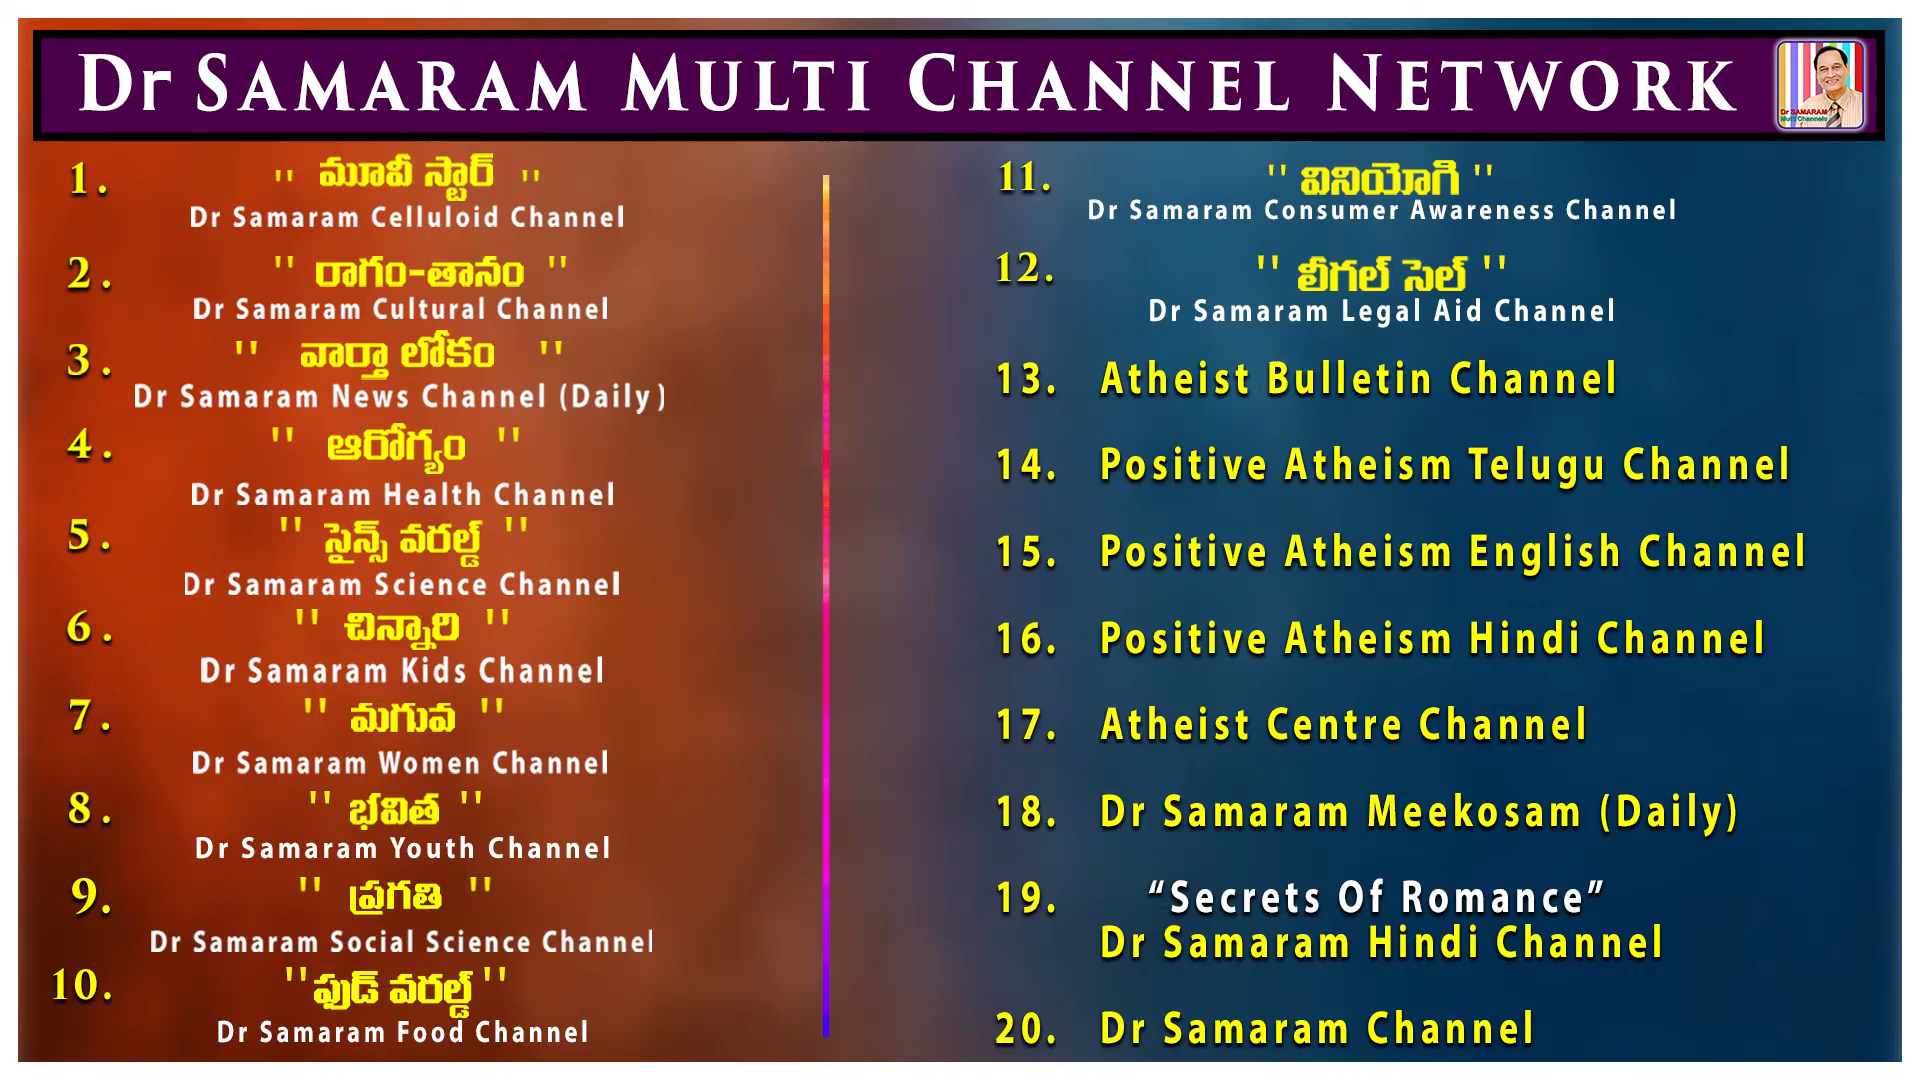 Dr SAMARAM MULTI CHANNEL NETWORK
Dr SAMARAM
Multi Channels
1. " మూవీ స్టార్ "
Dr Samaram Celluloid Channel
2. " రాగం-తానం "
Dr Samaram Cultural Channel
3. " వార్తా లోకం "
Dr Samaram News Channel (Daily)
4. " ఆరోగ్యం "
Dr Samaram Health Channel
5. " సైన్స్ వరల్డ్ "
Dr Samaram Science Channel
6. " చిన్నారి "
Dr Samaram Kids Channel
7. " మగువ "
Dr Samaram Women Channel
8. " భవిత "
Dr Samaram Youth Channel
9. " ప్రగతి "
Dr Samaram Social Science Channel
10. " ఫుడ్ వరల్డ్ "
Dr Samaram Food Channel
11. " వినియోగి "
Dr Samaram Consumer Awareness Channel
12. " లీగల్ సెల్ "
Dr Samaram Legal Aid Channel
13. Atheist Bulletin Channel
14. Positive Atheism Telugu Channel
15. Positive Atheism English Channel
16. Positive Atheism Hindi Channel
17. Atheist Centre Channel
18. Dr Samaram Meekosam (Daily)
19. “Secrets Of Romance”
Dr Samaram Hindi Channel
20. Dr Samaram Channel